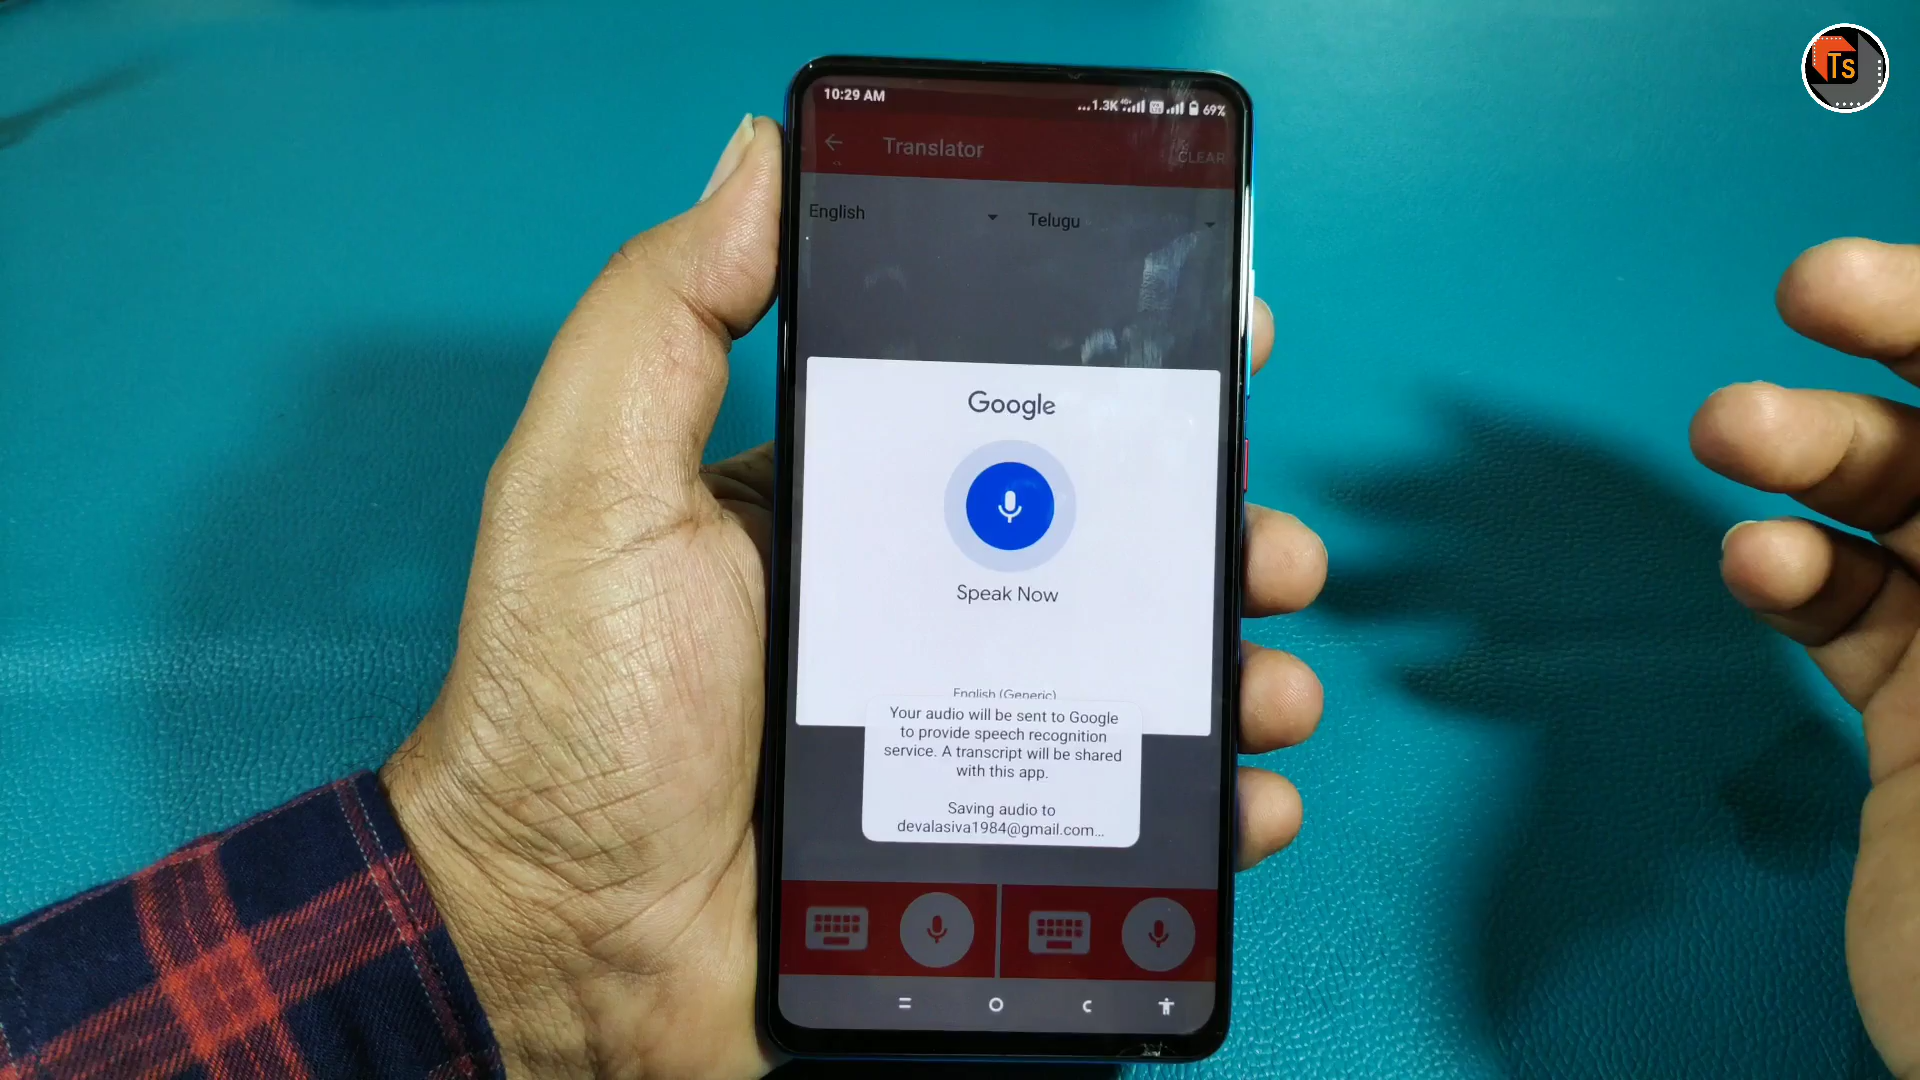 Ts
10:29 AM
...1.3K 69%
Translator
CLEAR
English
Telugu
Google
Speak Now
English (Generic)
Your audio will be sent to Google
to provide speech recognition
service. A transcript will be shared
with this app.
Saving audio to
devalasiva1984@gmail.com...